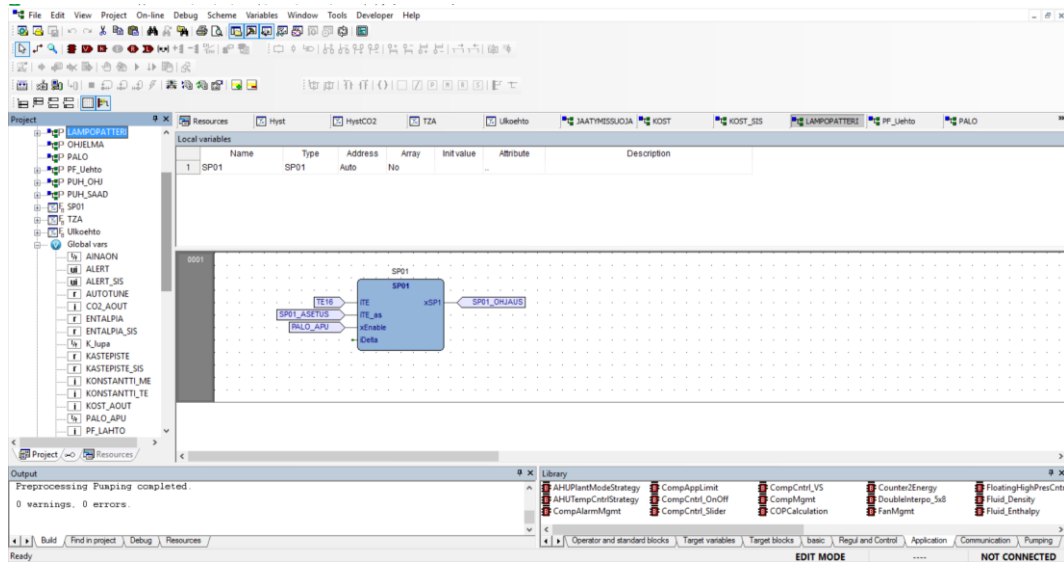 File Edit View Project On-line Debug Scheme Variables Window Tools Developer Help
Project
Resources Hyst HystCO2 TZA Ulkoehto JAATYMISSUOJA KOST KOST_SIS LAMPOPATTERI PF_Uehto PALO
LAMPOPATTERI
OHJELMA
PALO
PF_Uehto
PUH_OHJ
PUH_SAAD
SP01
TZA
Ulkoehto
Global vars
AINAON
ALERT
ALERT_SIS
AUTOTUNE
CO2_AOUT
ENTALPIA
ENTALPIA_SIS
K_lupa
KASTEPISTE
KASTEPISTE_SIS
KONSTANTTI_ME
KONSTANTTI_TE
KOST_AOUT
PALO_APU
PF_LAHTO
Project Resources
Local variables
Name Type Address Array Init value Attribute Description
1 SP01 SP01 Auto No ..
0001
SP01
SP01
TE16 iTE xSP1 SP01_OHJAUS
SP01_ASETUS iTE_as
PALO_APU xEnable
iDelta
Output
Preprocessing Pumping completed.
0 warnings, 0 errors.
Build Find in project Debug Resources
Library
AHUPlantModeStrategy CompAppLimit CompCntrl_VS Counter2Energy FloatingHighPresCntr
AHUTempCntrlStrategy CompCntrl_OnOff CompMgmt DoubleInterpo_5x8 Fluid_Density
CompAlarmMgmt CompCntrl_Slider COPCalculation FanMgmt Fluid_Enthalpy
Operator and standard blocks Target variables Target blocks basic Regul and Control Application Communication Pumping
Ready EDIT MODE ---- NOT CONNECTED